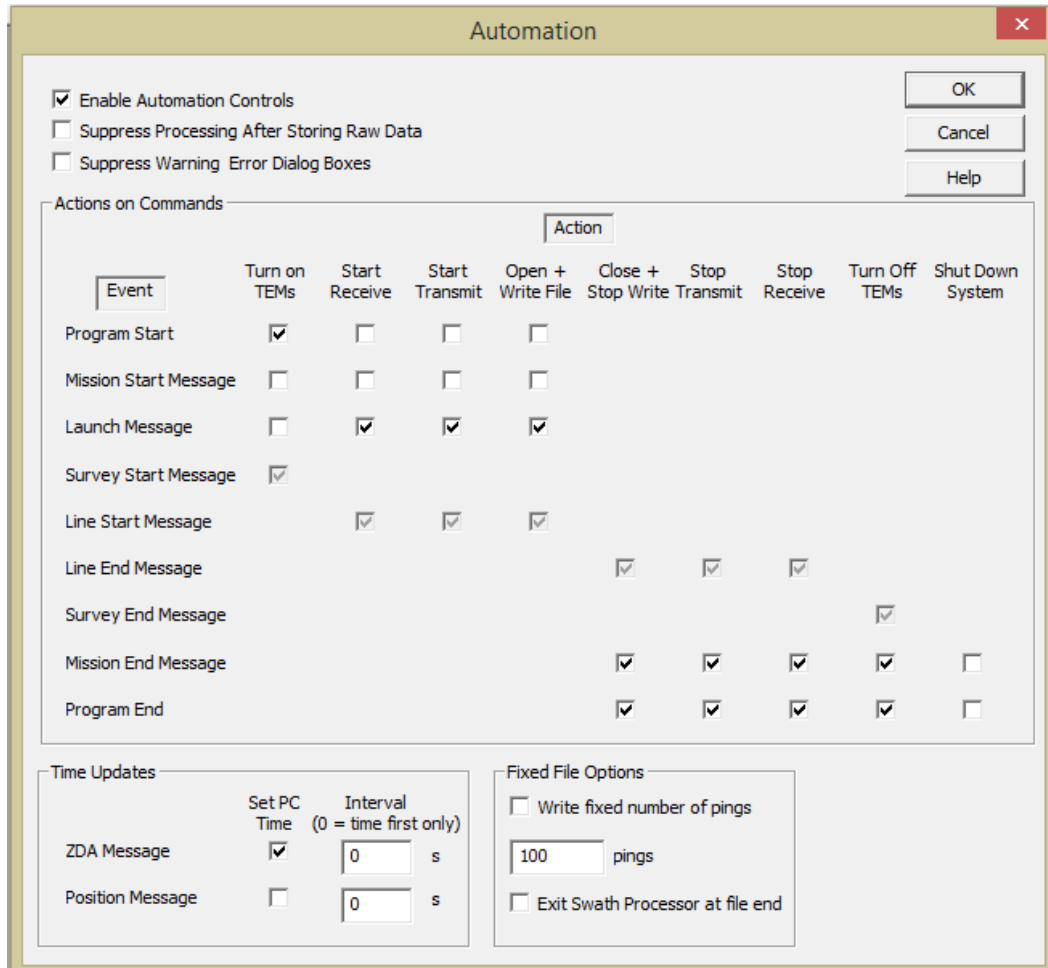 Automation
Enable Automation Controls
Suppress Processing After Storing Raw Data
Suppress Warning Error Dialog Boxes
OK
Cancel
Help
Actions on Commands
Action
Event
Turn on TEMs
Start Receive
Start Transmit
Open + Write File
Close + Stop Write
Stop Transmit
Stop Receive
Turn Off TEMs
Shut Down System
Program Start
Mission Start Message
Launch Message
Survey Start Message
Line Start Message
Line End Message
Survey End Message
Mission End Message
Program End
Time Updates
Set PC Time
Interval (0 = time first only)
ZDA Message
0 s
Position Message
0 s
Fixed File Options
Write fixed number of pings
100 pings
Exit Swath Processor at file end